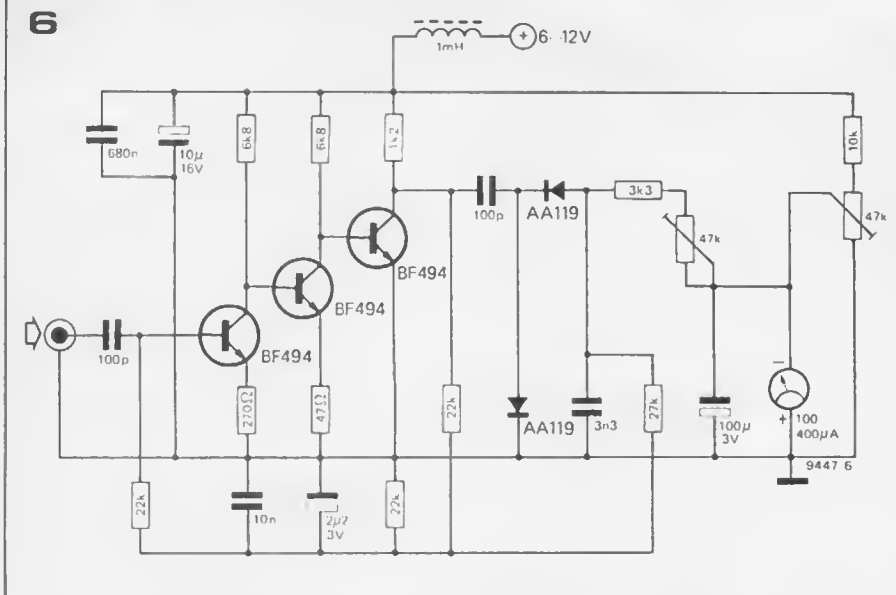 6
1mH
6 - 12V
680n
10µ
16V
6k8
6k8
1k2
10k
100p
AA119
3k3
47k
47k
BF494
BF494
BF494
100p
270Ω
47Ω
22k
AA119
3n3
27k
100µ
3V
100
400µA
9447 6
22k
10n
2µ2
3V
22k